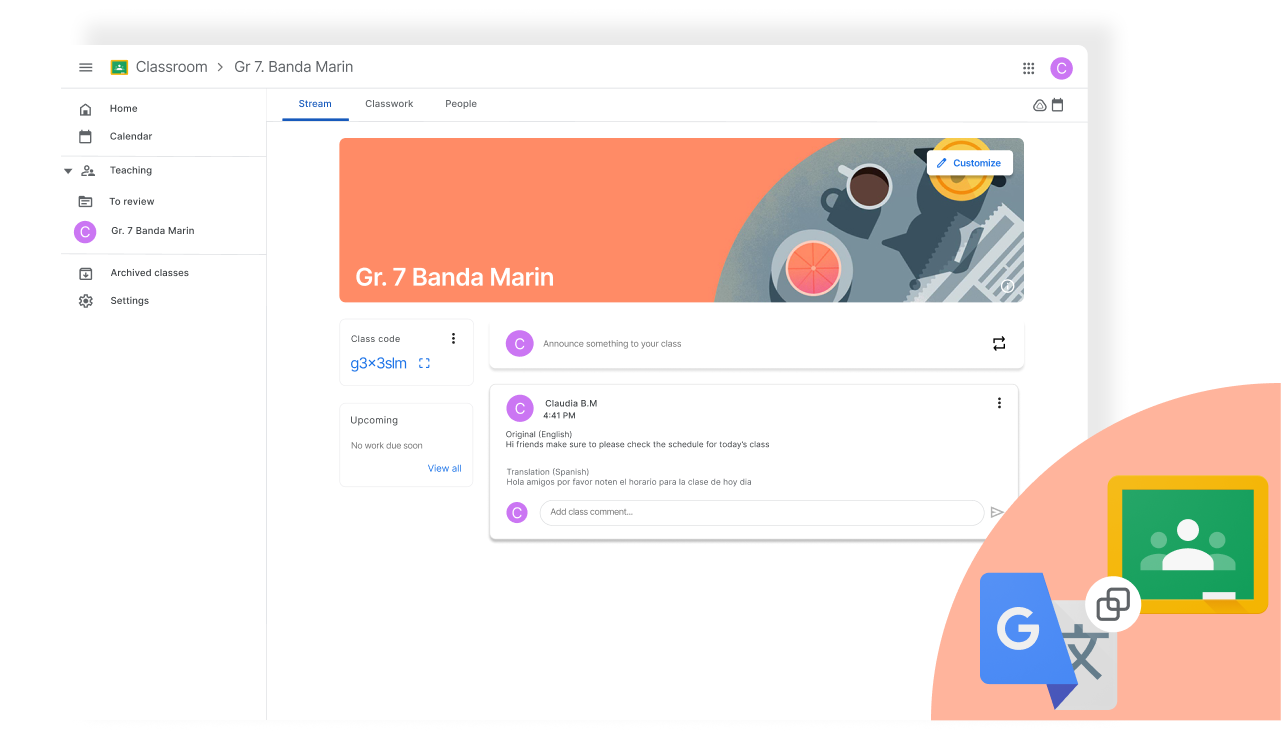 Classroom > Gr 7. Banda Marin
C
Home
Calendar
Teaching
To review
C
Gr. 7 Banda Marin
Archived classes
Settings
Stream
Classwork
People
Customize
Gr. 7 Banda Marin
Class code
g3x3slm
Upcoming
No work due soon
View all
C
Announce something to your class
C
Claudia B.M
4:41 PM
Original (English)
Hi friends make sure to please check the schedule for today's class
Translation (Spanish)
Hola amigos por favor noten el horario para la clase de hoy dia
C
Add class comment...
G
文